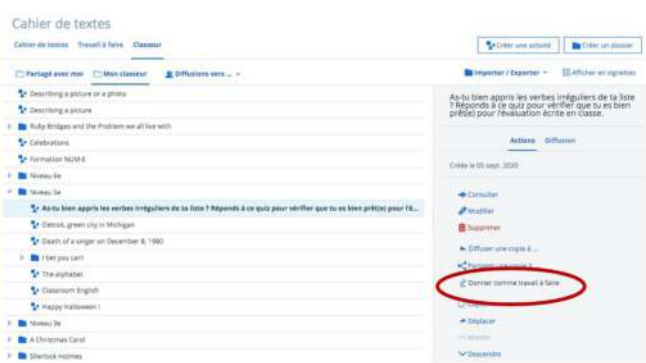 Cahier de textes
Cahier de textes Travail à faire Classeur
Créer une activité Créer un dossier
Partagé avec moi Mon classeur Diffusions vers ...
Importer / Exporter Afficher en vignettes
Describing a picture or a photo
Describing a picture
Ruby Bridges and the Problem we all live with
Celebrations
Formation NUM-E
Niveau
Niveau 5e
As-tu bien appris les verbes irréguliers de ta liste ? Réponds à ce quiz pour vérifier que tu es bien prêt(e) pour l'é...
Detroit, green city in Michigan
Death of a singer on December 8, 1980
I bet you can!
The alphabet
Classroom English
Happy Halloween !
Niveau 3e
A Christmas Carol
Sherlock Holmes
As-tu bien appris les verbes irréguliers de ta liste
? Réponds à ce quiz pour vérifier que tu es bien
prêt(e) pour l'évaluation écrite en classe.
Actions Diffusion
Créée le 05 sept. 2020
Consulter
Modifier
Supprimer
Diffuser une copie à ...
Partager une copie à ...
Donner comme travail à faire
Déplacer
Monter
Descendre